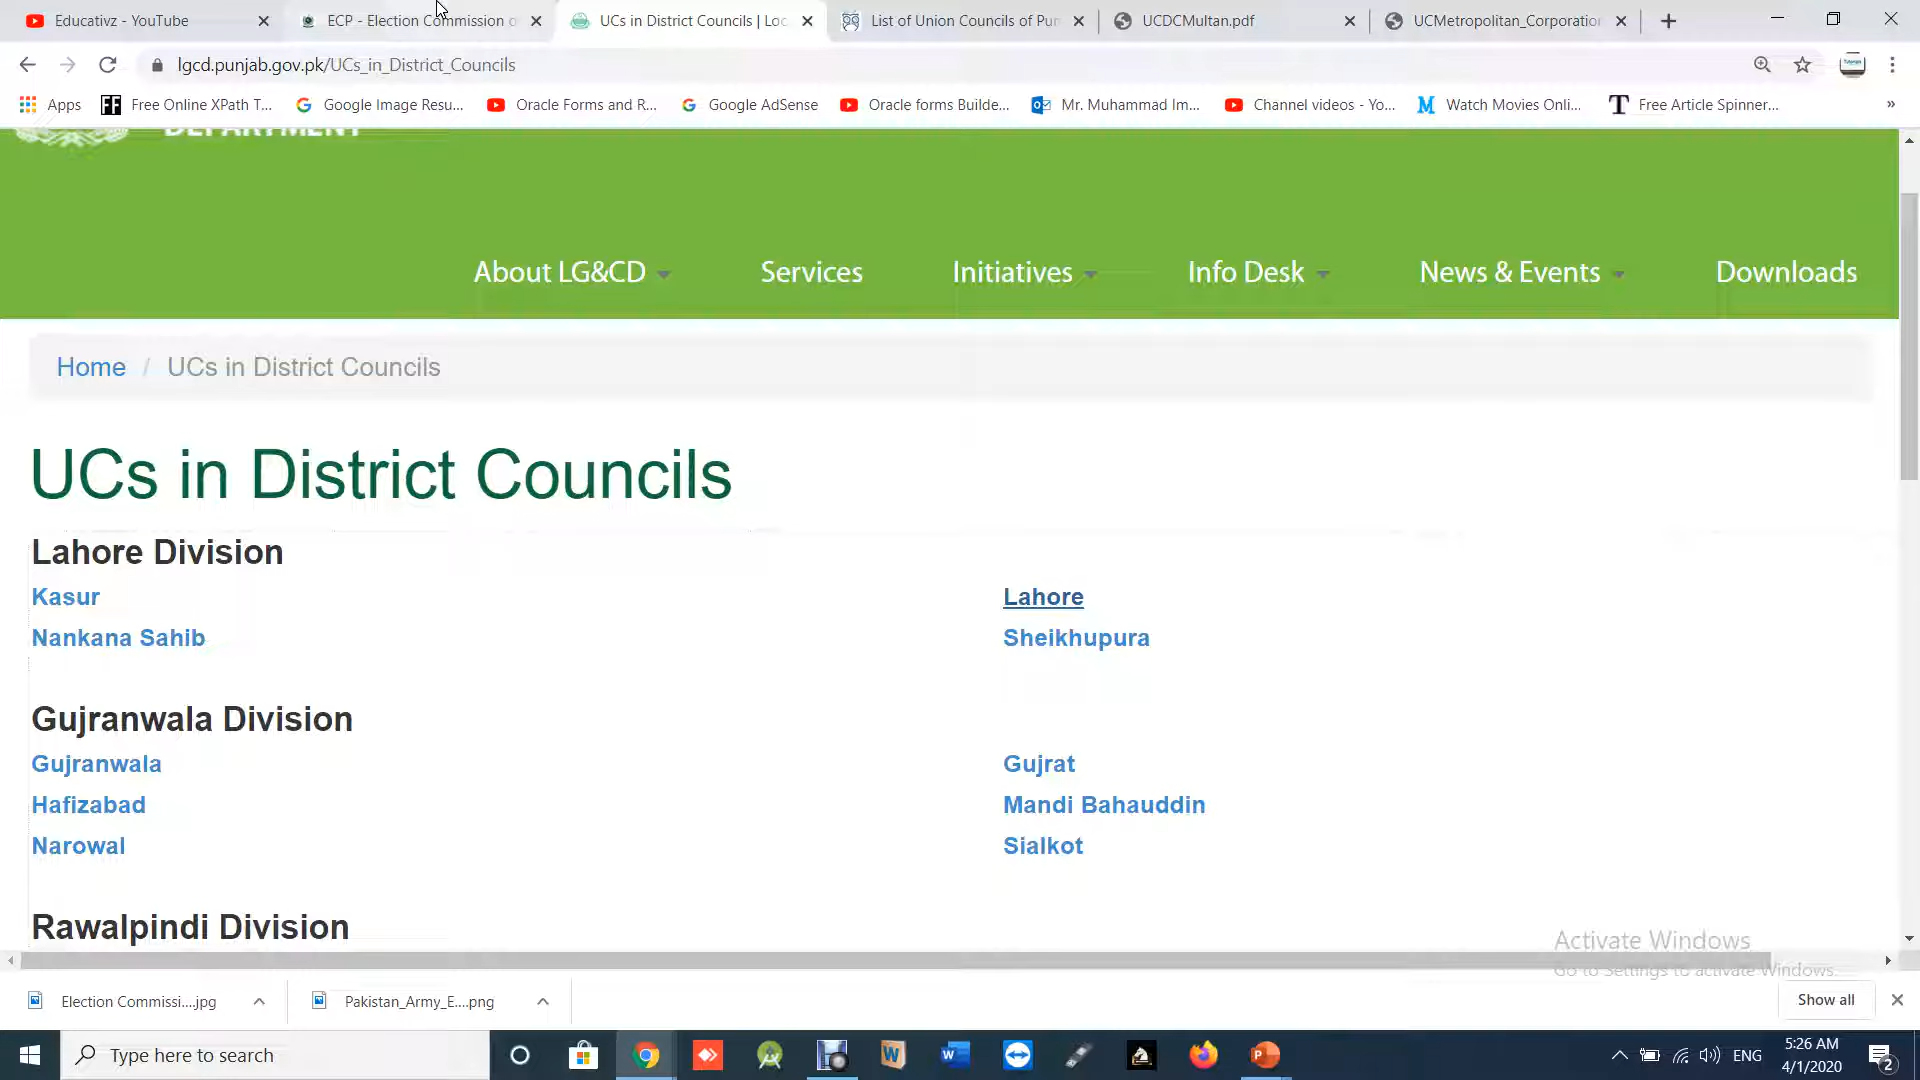 Educativz - YouTube
ECP - Election Commission o
UCs in District Councils | Loc
List of Union Councils of Pun
UCDCMultan.pdf
UCMetropolitan_Corporation
lgcd.punjab.gov.pk/UCs_in_District_Councils
Apps
Free Online XPath T...
Google Image Resu...
Oracle Forms and R...
Google AdSense
Oracle forms Builde...
Mr. Muhammad Im...
Channel videos - Yo...
Watch Movies Onli...
Free Article Spinner...
»
DEPARTMENT
About LG&CD
Services
Initiatives
Info Desk
News & Events
Downloads
Home / UCs in District Councils
UCs in District Councils
Lahore Division
Kasur
Lahore
Nankana Sahib
Sheikhupura
Gujranwala Division
Gujranwala
Gujrat
Hafizabad
Mandi Bahauddin
Narowal
Sialkot
Rawalpindi Division
Activate Windows
Go to Settings to activate Windows.
Election Commissi....jpg
Pakistan_Army_E....png
Show all
Type here to search
ENG
5:26 AM
4/1/2020
2